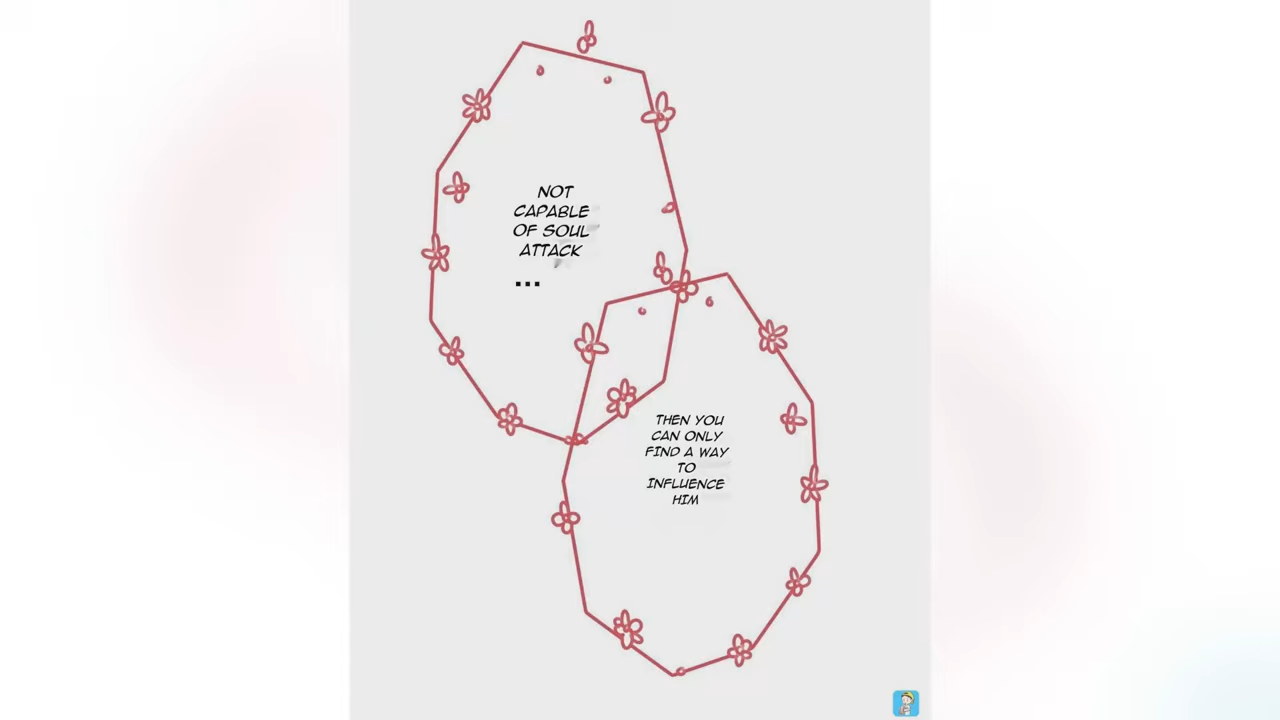 NOT
CAPABLE
OF SOUL
ATTACK
...
THEN YOU
CAN ONLY
FIND A WAY
TO
INFLUENCE
HIM